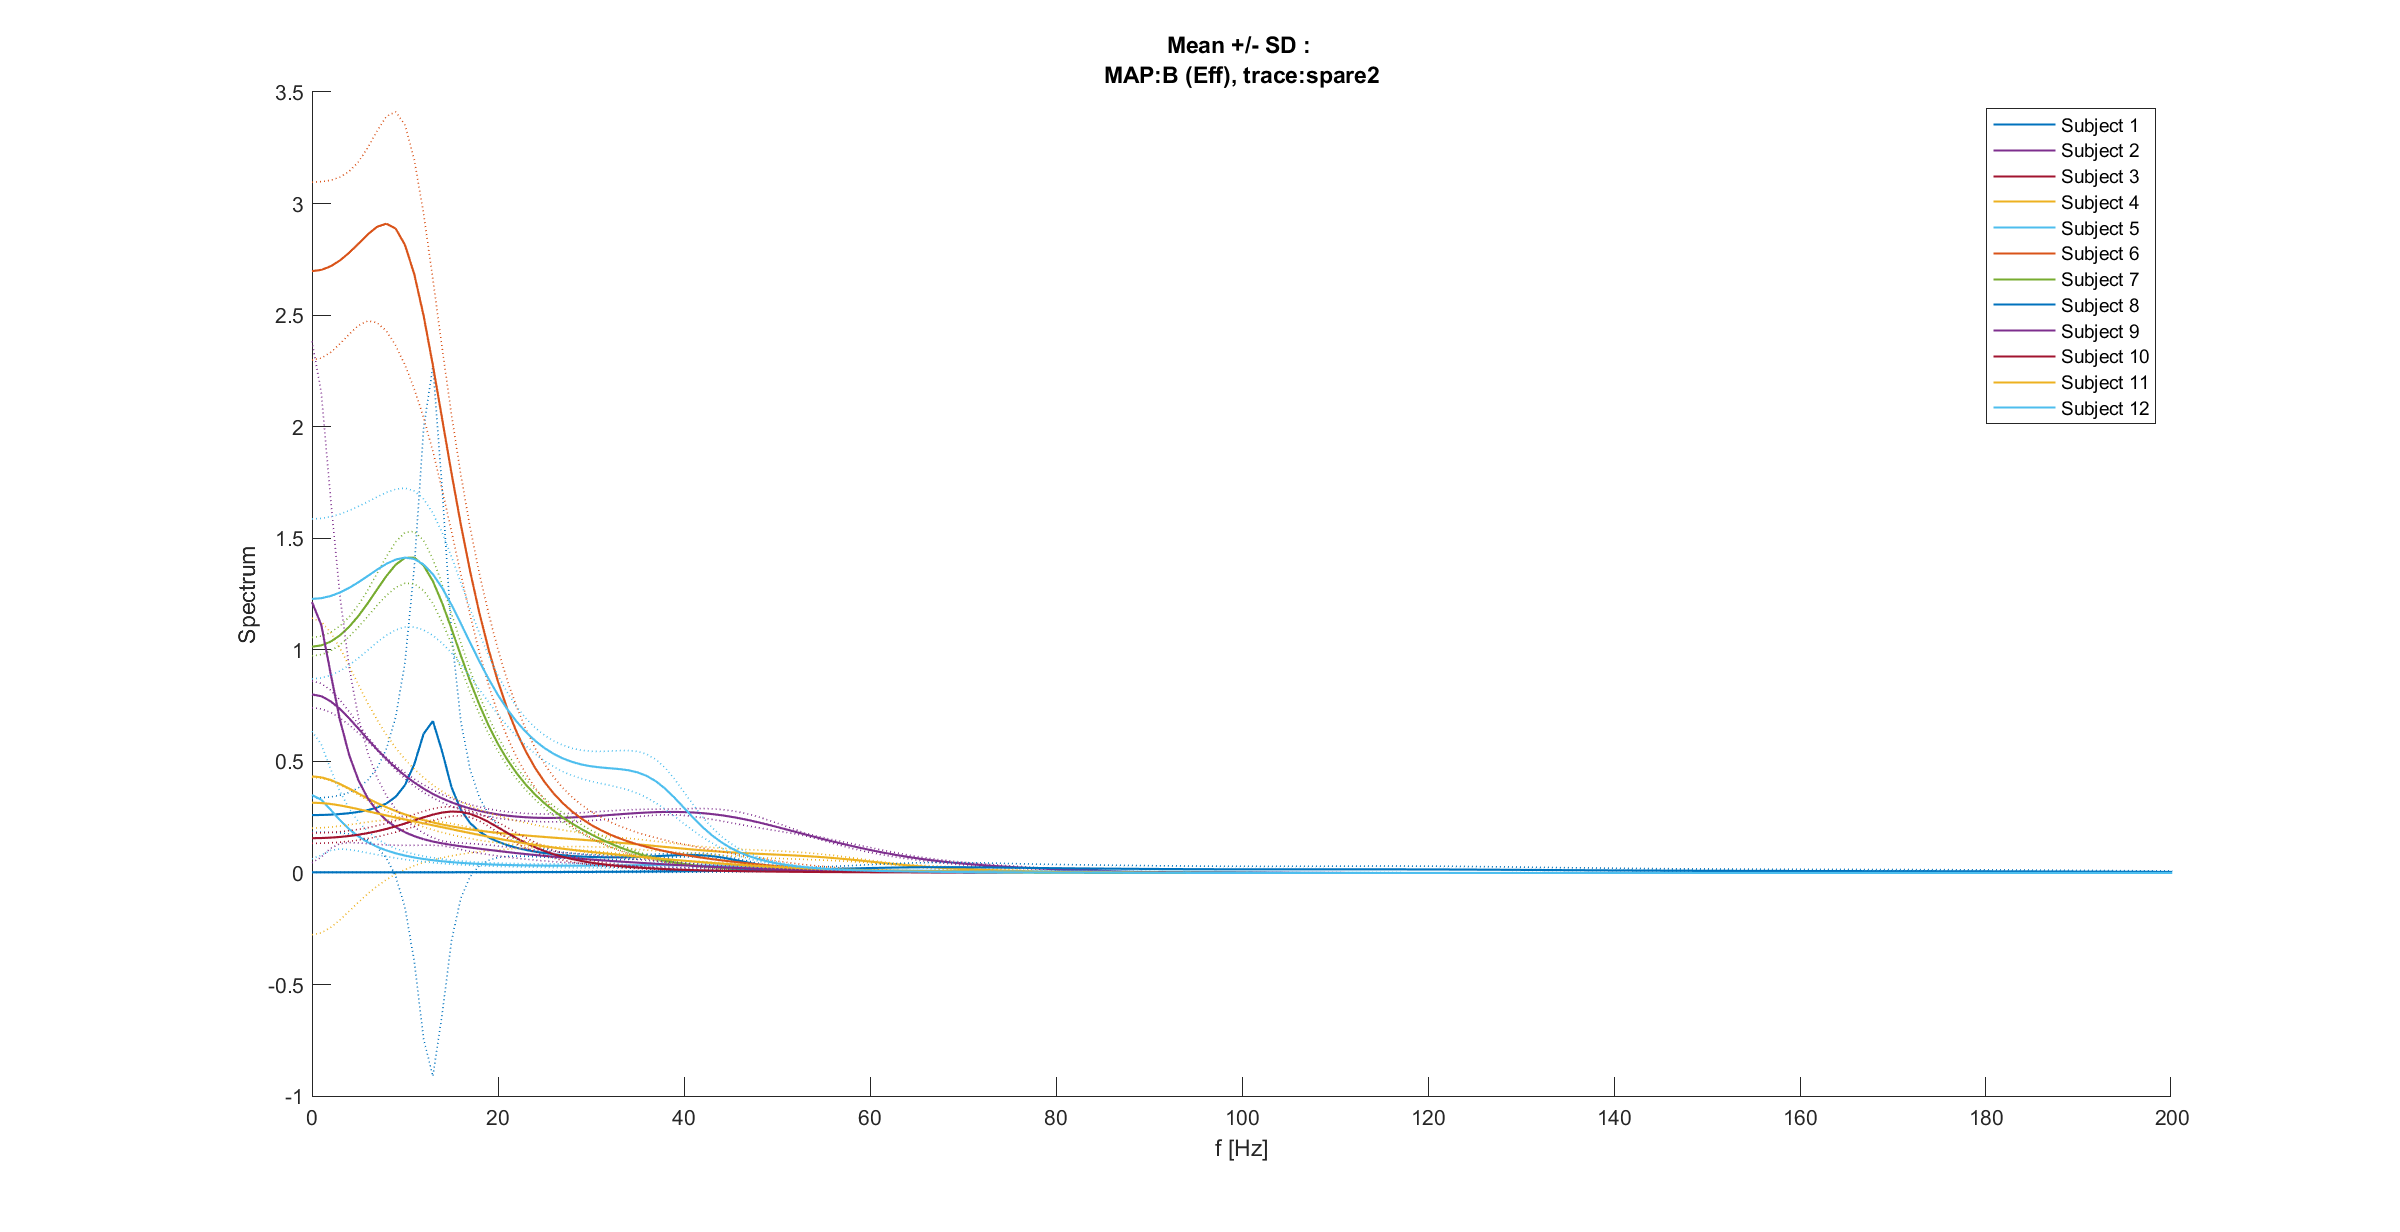 Mean +/- SD :
MAP:B (Eff), trace:spare2
3.5
3
2.5
2
1.5
1
0.5
0
-0.5
-1
Spectrum
0 20 40 60 80 100 120 140 160 180 200
f [Hz]
Subject 1
Subject 2
Subject 3
Subject 4
Subject 5
Subject 6
Subject 7
Subject 8
Subject 9
Subject 10
Subject 11
Subject 12